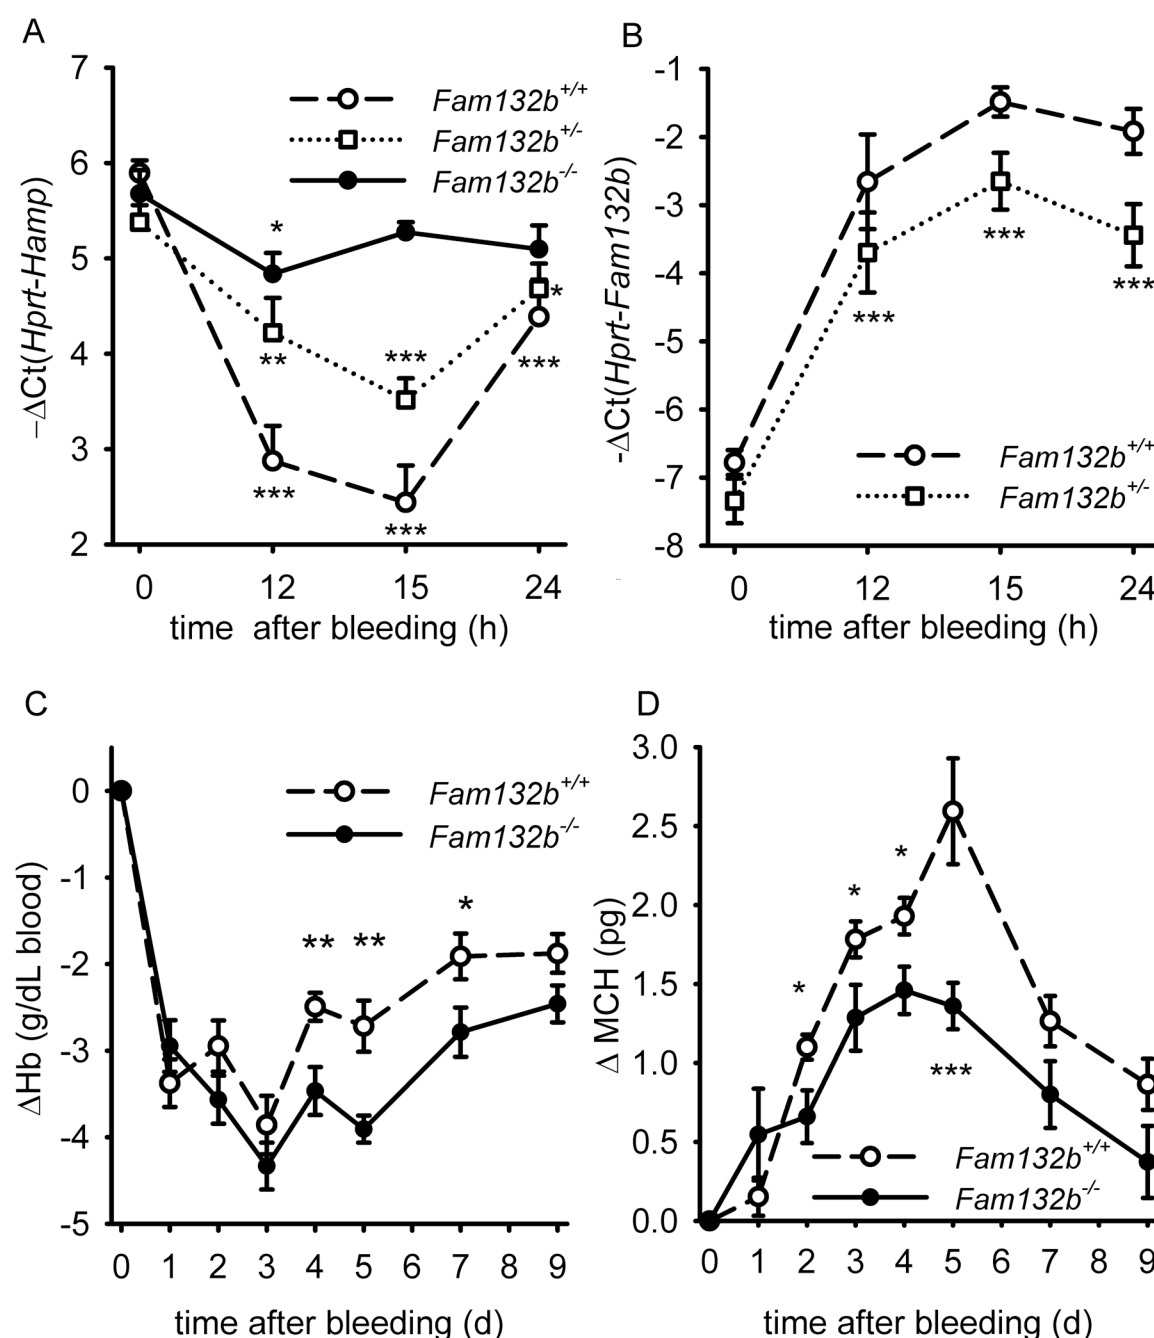 A
7
6
5
4
3
2
−ΔCt(Hprt-Hamp)
Fam132b+/+
Fam132b+/-
Fam132b-/-
*
**
***
***
***
*
***
0 12 15 24
time after bleeding (h)
B
-1
-2
-3
-4
-5
-6
-7
-8
-ΔCt(Hprt-Fam132b)
***
***
***
Fam132b+/+
Fam132b+/-
0 12 15 24
time after bleeding (h)
C
0
-1
-2
-3
-4
-5
ΔHb (g/dL blood)
Fam132b+/+
Fam132b-/-
** ** *
0 1 2 3 4 5 6 7 8 9
time after bleeding (d)
D
3.0
2.5
2.0
1.5
1.0
0.5
0.0
Δ MCH (pg)
*
*
*
***
Fam132b+/+
Fam132b-/-
0 1 2 3 4 5 6 7 8 9
time after bleeding (d)